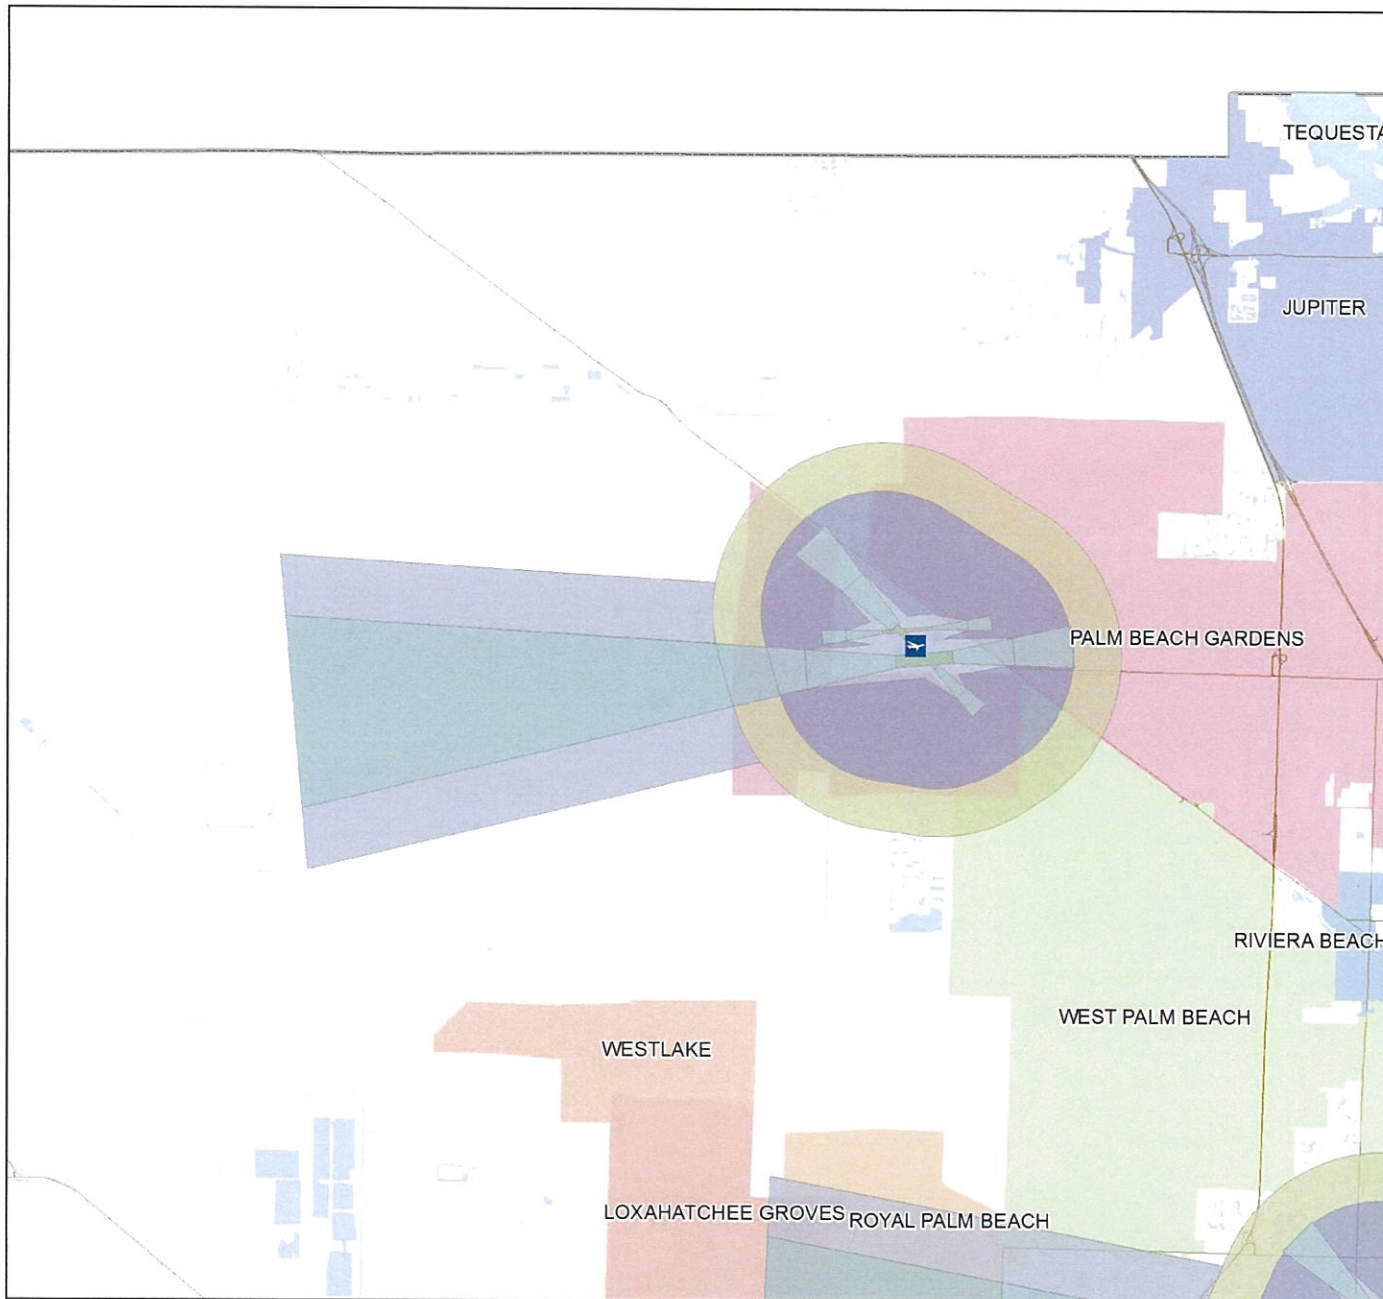 TEQUESTA
JUPITER
PALM BEACH GARDENS
RIVIERA BEACH
WEST PALM BEACH
WESTLAKE
LOXAHATCHEE GROVES
ROYAL PALM BEACH